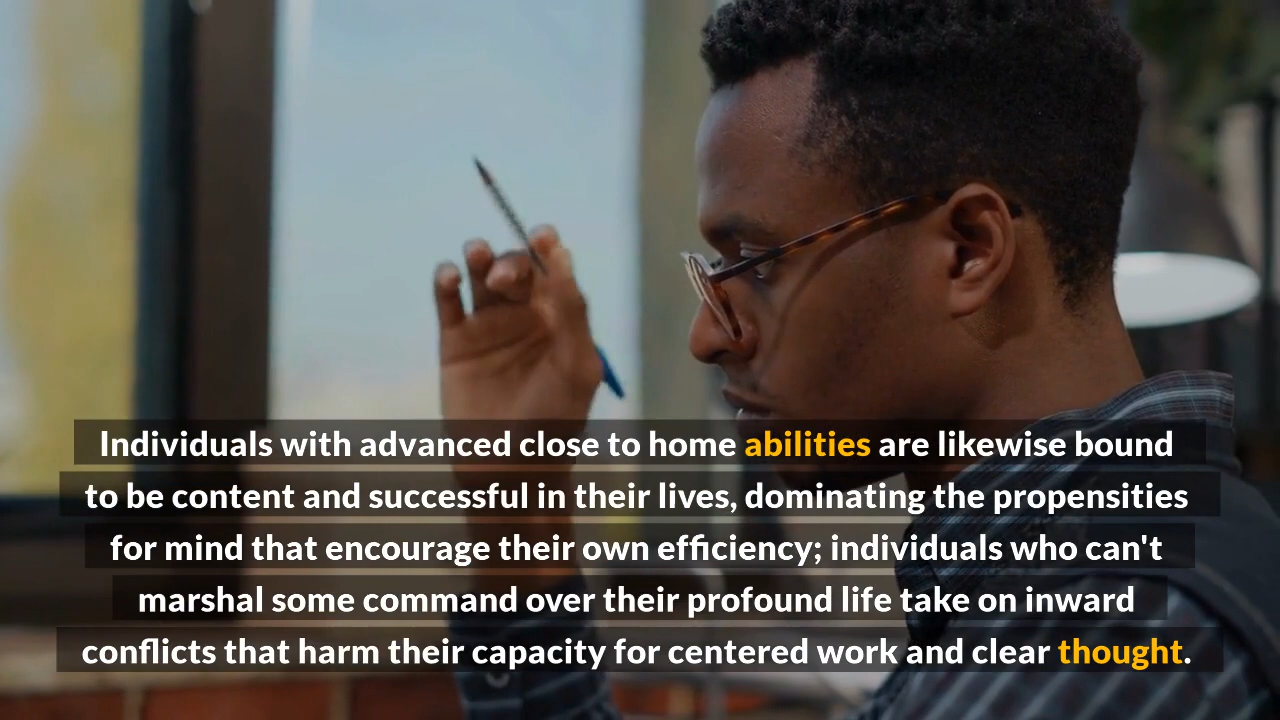 Individuals with advanced close to home abilities are likewise bound
to be content and successful in their lives, dominating the propensities
for mind that encourage their own efficiency; individuals who can't
marshal some command over their profound life take on inward
conflicts that harm their capacity for centered work and clear thought.